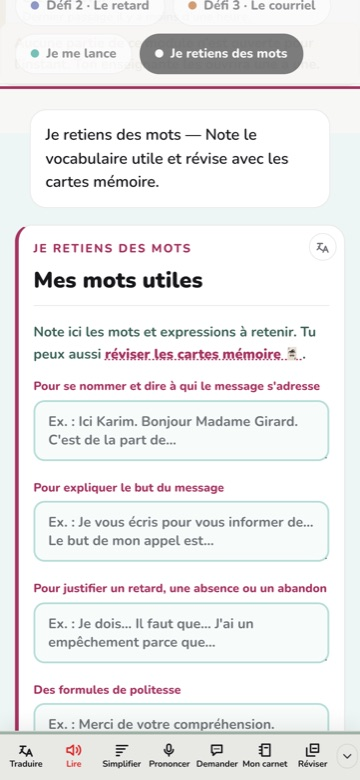 Défi 2 · Le retard
Défi 3 · Le courriel
Je me lance
Je retiens des mots
Je retiens des mots — Note le
vocabulaire utile et révise avec les
cartes mémoire.
JE RETIENS DES MOTS
Mes mots utiles
Note ici les mots et expressions à retenir. Tu
peux aussi réviser les cartes mémoire 🃏.
Pour se nommer et dire à qui le message s'adresse
Ex. : Ici Karim. Bonjour Madame Girard.
C'est de la part de...
Pour expliquer le but du message
Ex. : Je vous écris pour vous informer de...
Le but de mon appel est...
Pour justifier un retard, une absence ou un abandon
Ex. : Je dois... Il faut que... J'ai un
empêchement parce que...
Des formules de politesse
Ex. : Merci de votre compréhension.
Traduire
Lire
Simplifier
Prononcer
Demander
Mon carnet
Réviser